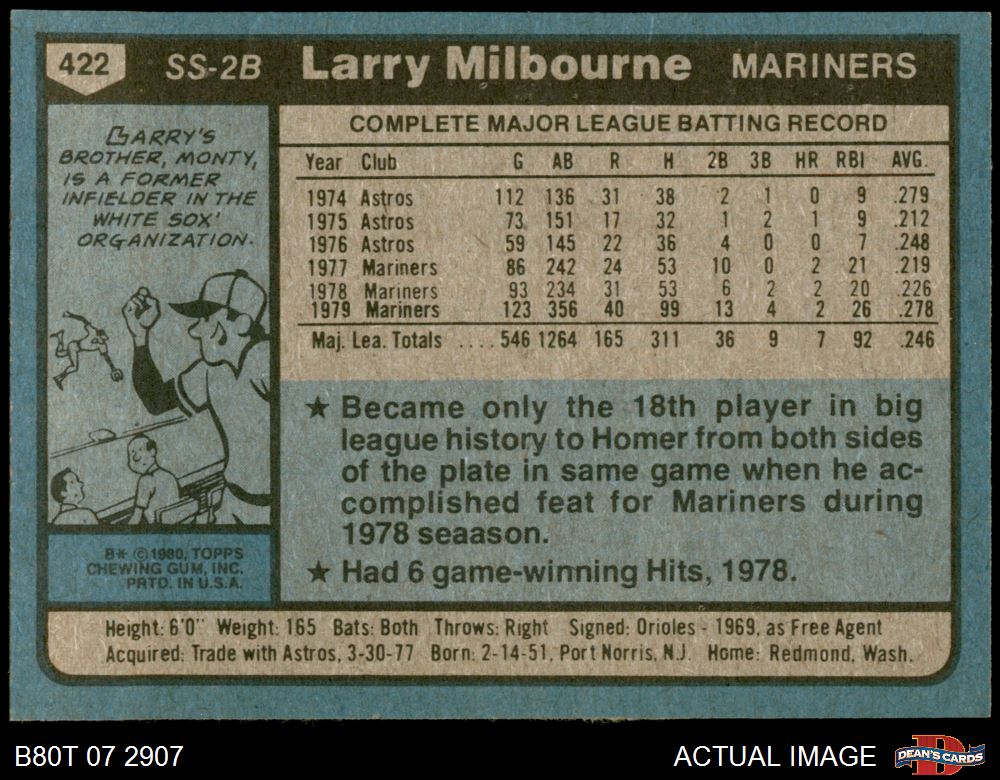 422 SS-2B Larry Milbourne MARINERS
LARRY'S
BROTHER, MONTY,
IS A FORMER
INFIELDER IN THE
WHITE SOX'
ORGANIZATION.
B* © 1980, TOPPS
CHEWING GUM, INC.
PRTD. IN U.S.A.
COMPLETE MAJOR LEAGUE BATTING RECORD
Year Club G AB R H 2B 3B HR RBI AVG.
1974 Astros 112 136 31 38 2 1 0 9 .279
1975 Astros 73 151 17 32 1 2 1 9 .212
1976 Astros 59 145 22 36 4 0 0 7 .248
1977 Mariners 86 242 24 53 10 0 2 21 .219
1978 Mariners 93 234 31 53 6 2 2 20 .226
1979 Mariners 123 356 40 99 13 4 2 26 .278
Maj. Lea. Totals .... 546 1264 165 311 36 9 7 92 .246
★ Became only the 18th player in big
league history to Homer from both sides
of the plate in same game when he ac-
complished feat for Mariners during
1978 seaason.
★ Had 6 game-winning Hits, 1978.
Height: 6'0" Weight: 165 Bats: Both Throws: Right Signed: Orioles - 1969, as Free Agent
Acquired: Trade with Astros, 3-30-77 Born: 2-14-51, Port Norris, N.J. Home: Redmond, Wash.
B80T 07 2907 ACTUAL IMAGE D DEAN'S CARDS